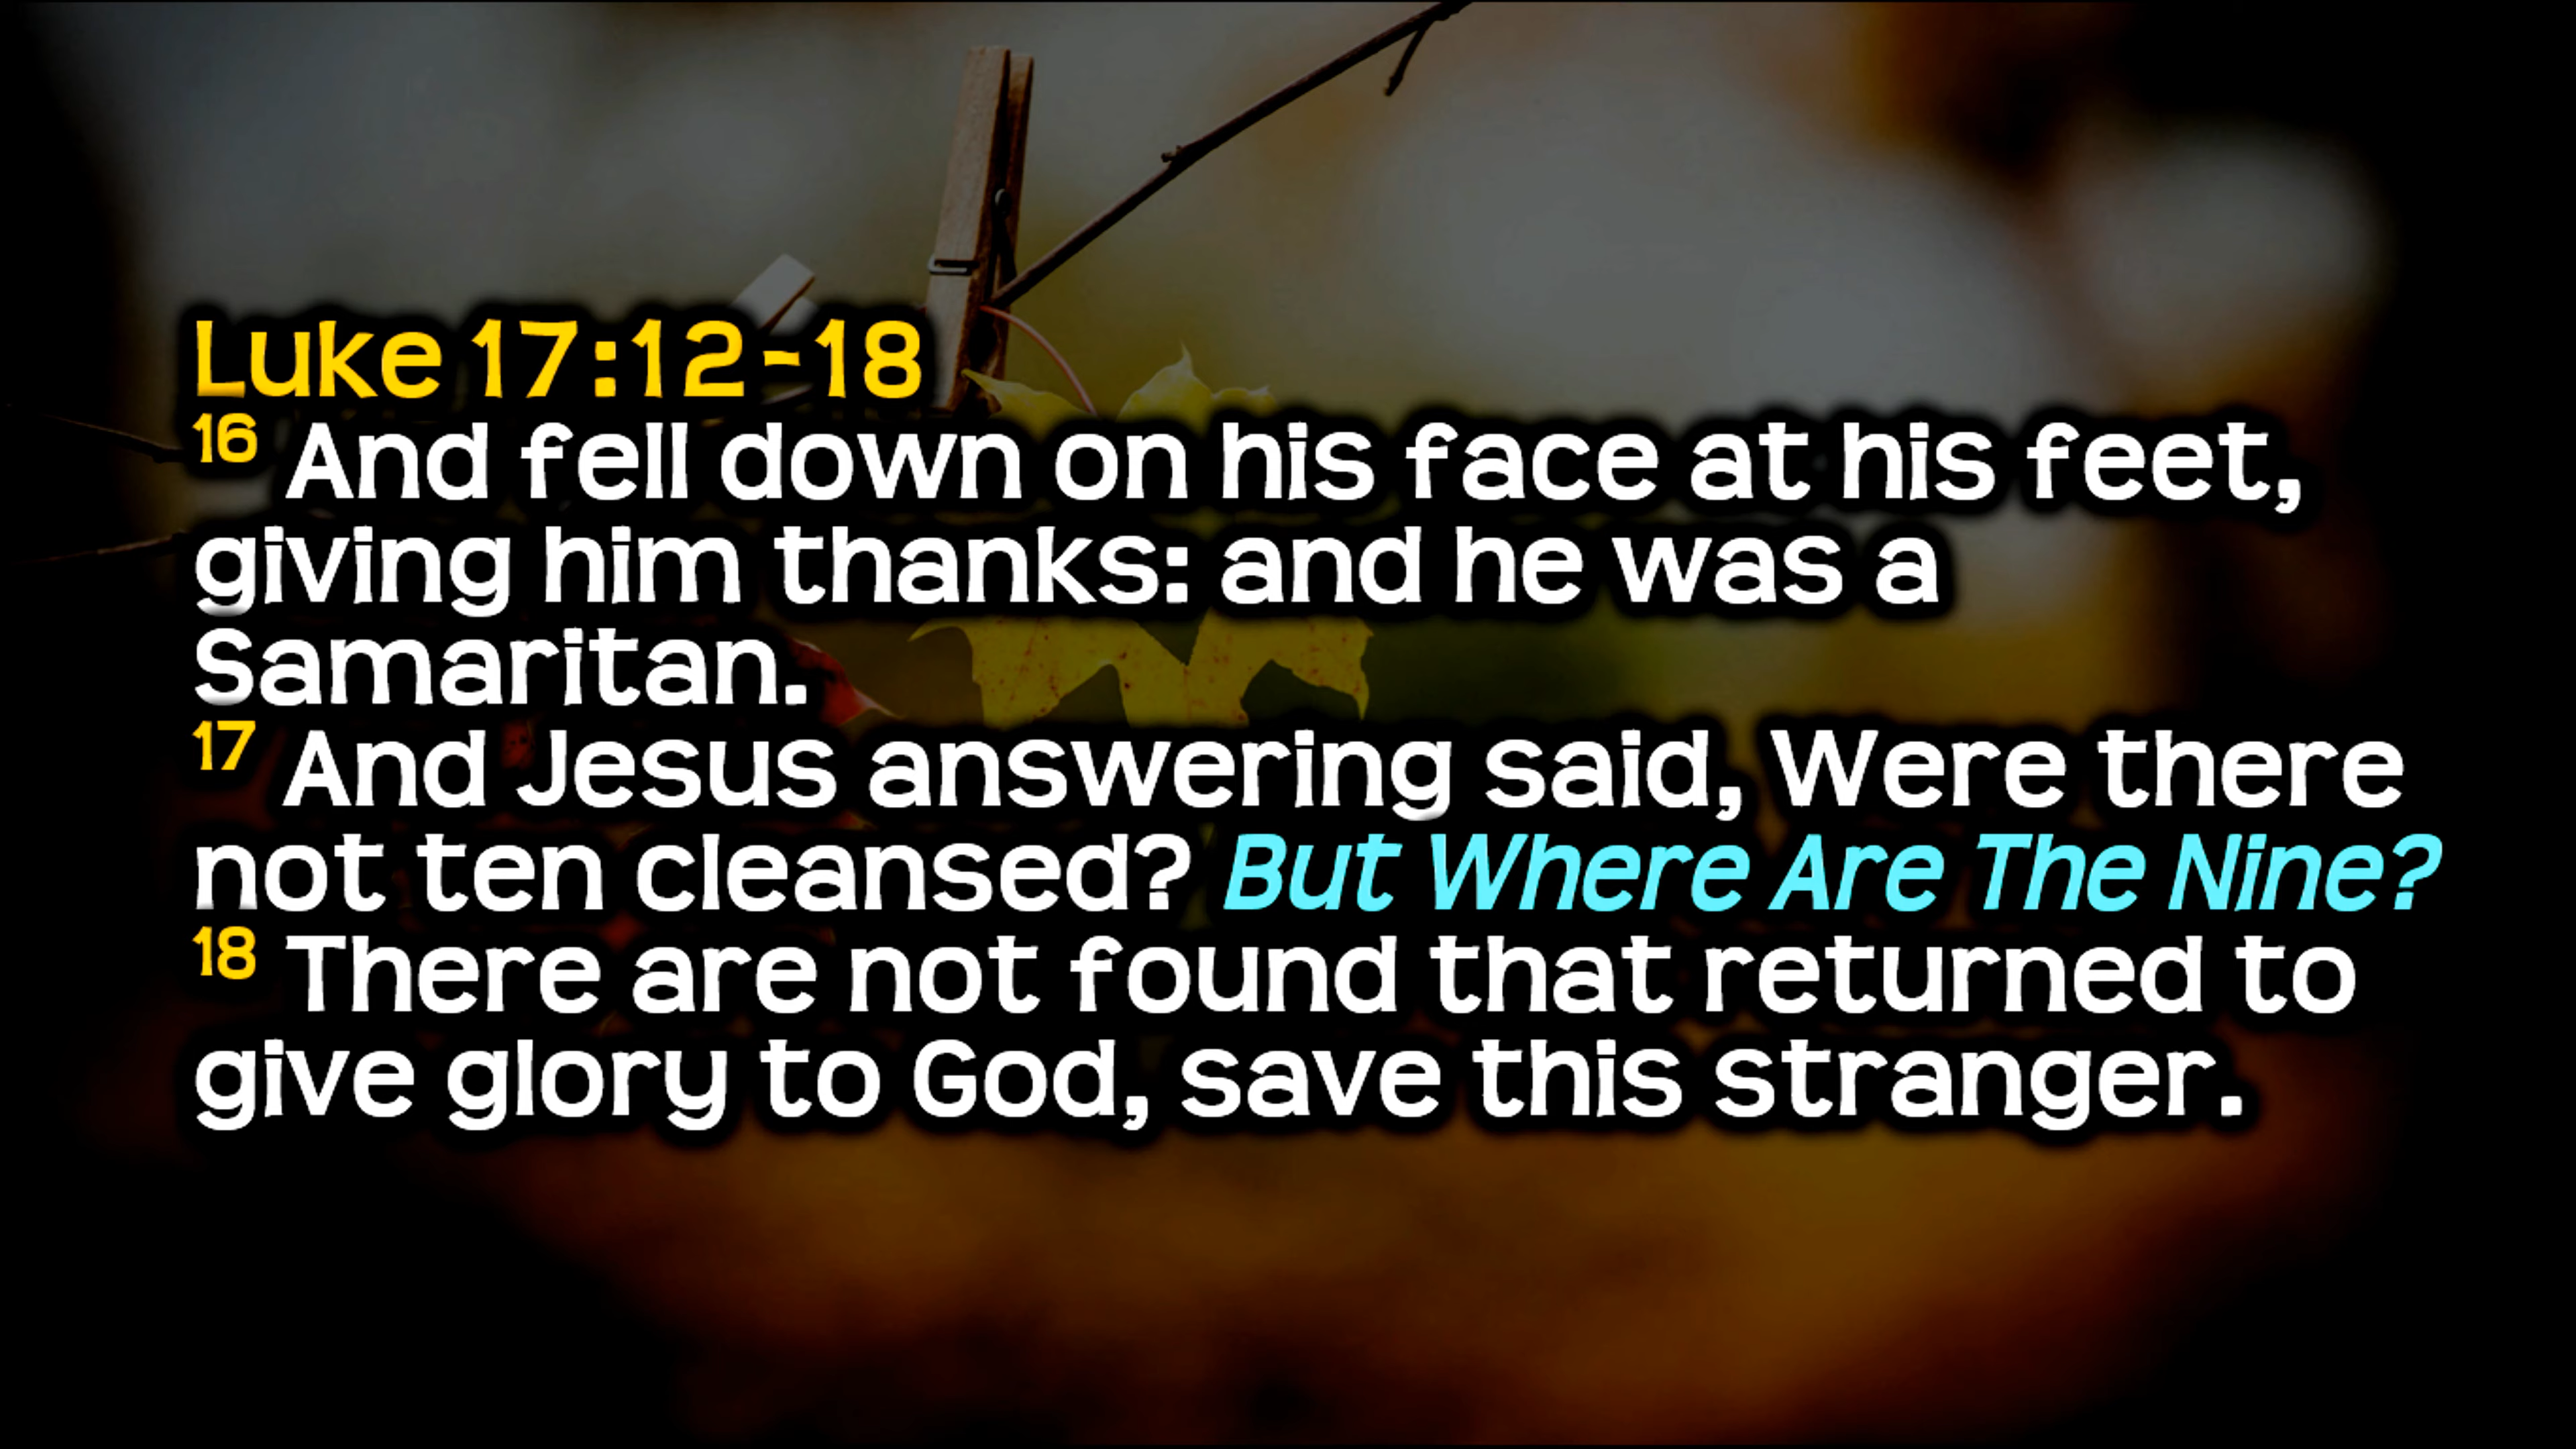 Luke 17:12-18
16 And fell down on his face at his feet,
giving him thanks: and he was a
Samaritan.
17 And Jesus answering said, Were there
not ten cleansed? But Where Are The Nine?
18 There are not found that returned to
give glory to God, save this stranger.